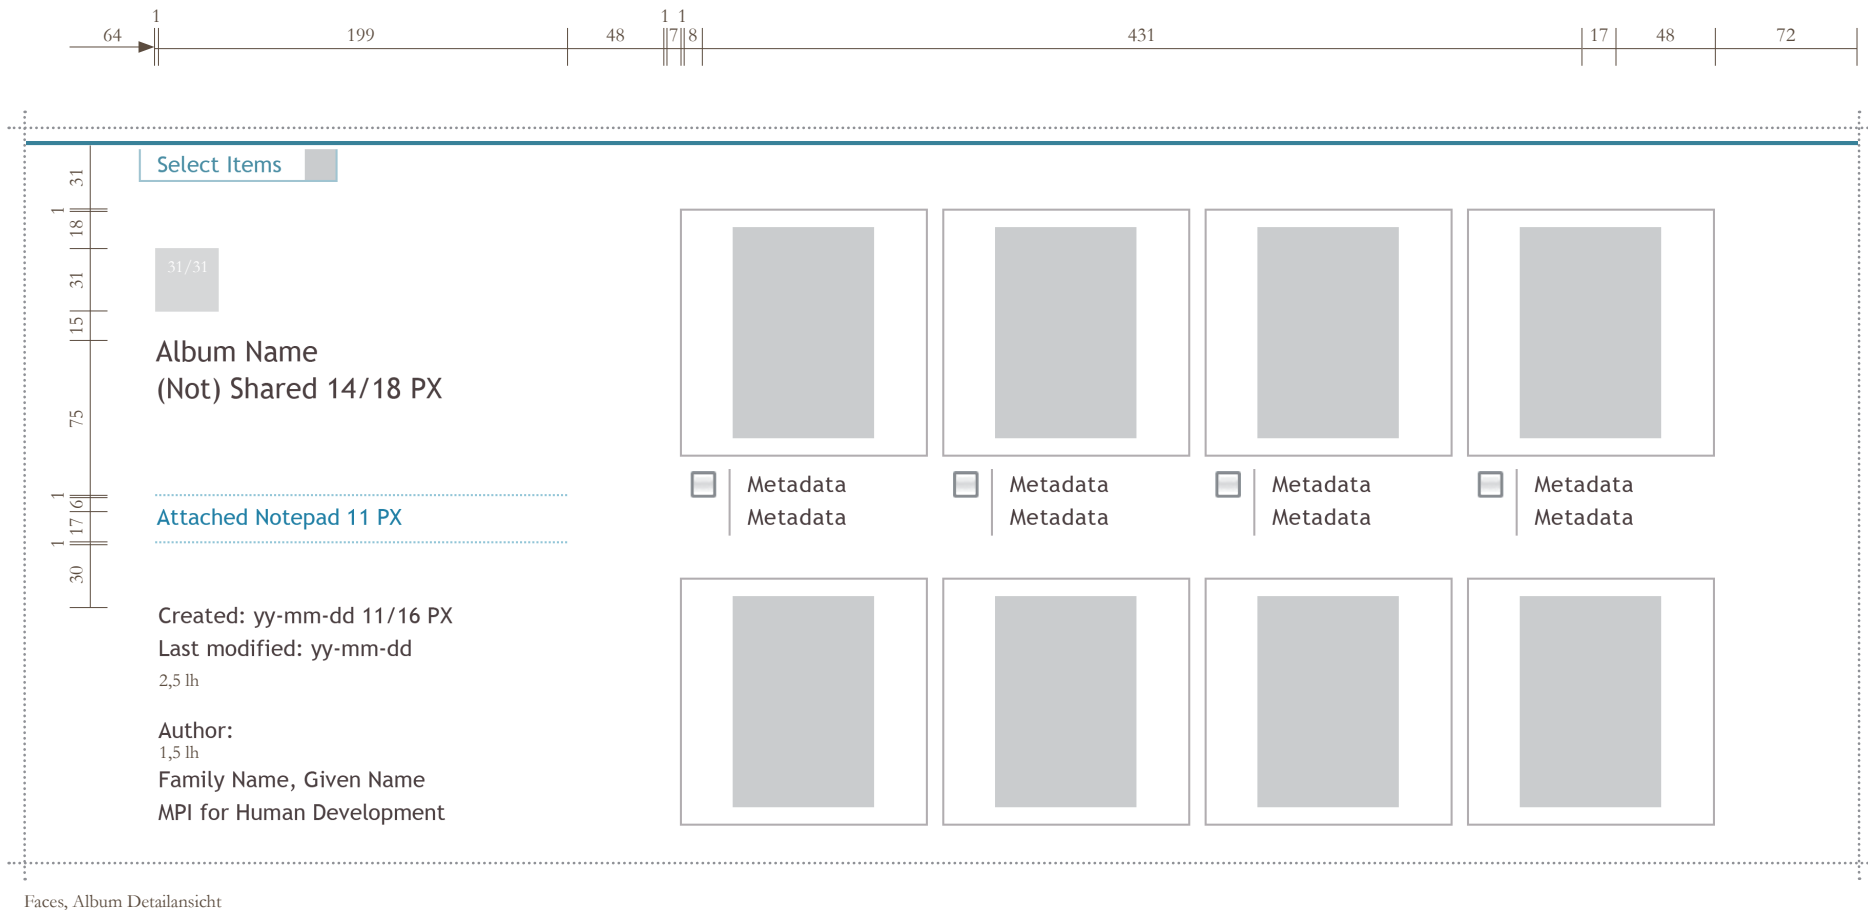 1 1 1
64 199 48 7 8 431 17 48 72
Select Items
31
1
18
31
15
75
1
6
17
1
30
31/31
Album Name
(Not) Shared 14/18 PX
Attached Notepad 11 PX
Created: yy-mm-dd 11/16 PX
Last modified: yy-mm-dd
2,5 lh
Author:
1,5 lh
Family Name, Given Name
MPI for Human Development
Metadata Metadata Metadata Metadata
Metadata Metadata Metadata Metadata
Faces, Album Detailansicht